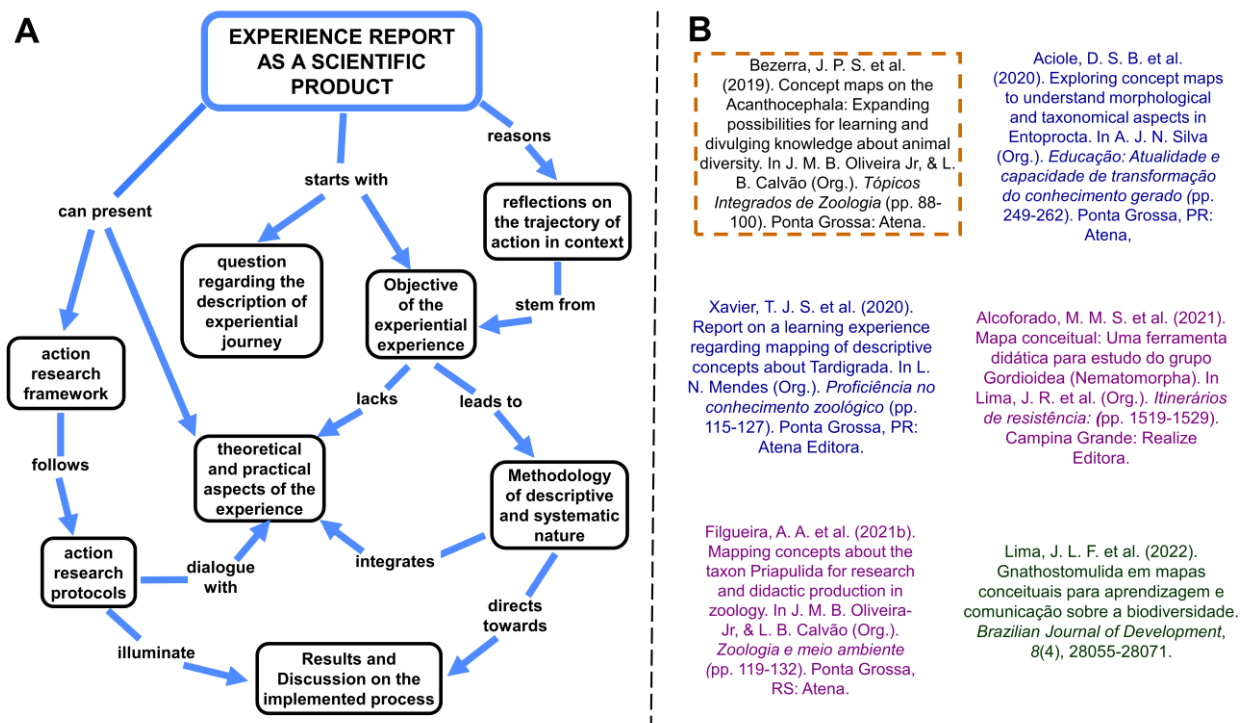 A
EXPERIENCE REPORT
AS A SCIENTIFIC
PRODUCT
reasons
starts with
can present
reflections on
the trajectory of
action in context
question
regarding the
description of
experiential
journey
Objective
of the
experiential
experience
stem from
action
research
framework
lacks
leads to
follows
theoretical
and practical
aspects of the
experience
Methodology
of descriptive
and systematic
nature
action
research
protocols
dialogue
with
integrates
directs
towards
illuminate
Results and
Discussion on the
implemented process
B
Bezerra, J. P. S. et al.
(2019). Concept maps on the
Acanthocephala: Expanding
possibilities for learning and
divulging knowledge about animal
diversity. In J. M. B. Oliveira Jr, & L.
B. Calvão (Org.). Tópicos
Integrados de Zoologia (pp. 88-
100). Ponta Grossa: Atena.
Aciole, D. S. B. et al.
(2020). Exploring concept maps
to understand morphological
and taxonomical aspects in
Entoprocta. In A. J. N. Silva
(Org.). Educação: Atualidade e
capacidade de transformação
do conhecimento gerado (pp.
249-262). Ponta Grossa, PR:
Atena,
Xavier, T. J. S. et al. (2020).
Report on a learning experience
regarding mapping of descriptive
concepts about Tardigrada. In L.
N. Mendes (Org.). Proficiência no
conhecimento zoológico (pp.
115-127). Ponta Grossa, PR:
Atena Editora.
Alcoforado, M. M. S. et al. (2021).
Mapa conceitual: Uma ferramenta
didática para estudo do grupo
Gordioidea (Nematomorpha). In
Lima, J. R. et al. (Org.). Itinerários
de resistência: (pp. 1519-1529).
Campina Grande: Realize
Editora.
Filgueira, A. A. et al. (2021b).
Mapping concepts about the
taxon Priapulida for research
and didactic production in
zoology. In J. M. B. Oliveira-
Jr, & L. B. Calvão (Org.).
Zoologia e meio ambiente
(pp. 119-132). Ponta Grossa,
RS: Atena.
Lima, J. L. F. et al. (2022).
Gnathostomulida em mapas
conceituais para aprendizagem e
comunicação sobre a biodiversidade.
Brazilian Journal of Development,
8(4), 28055-28071.